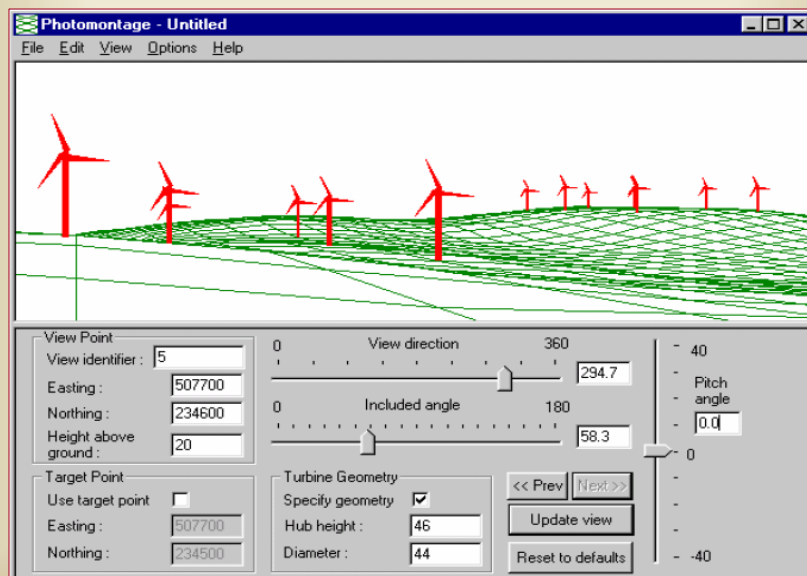 Photomontage - Untitled
File Edit View Options Help
View Point
View identifier : 5
Easting : 507700
Northing : 234600
Height above
ground : 20
0 View direction 360
294.7
0 Included angle 180
58.3
40
Pitch
angle
0.0
0
-40
Target Point
Use target point
Easting : 507700
Northing : 234500
Turbine Geometry
Specify geometry
Hub height : 46
Diameter : 44
<< Prev Next >>
Update view
Reset to defaults